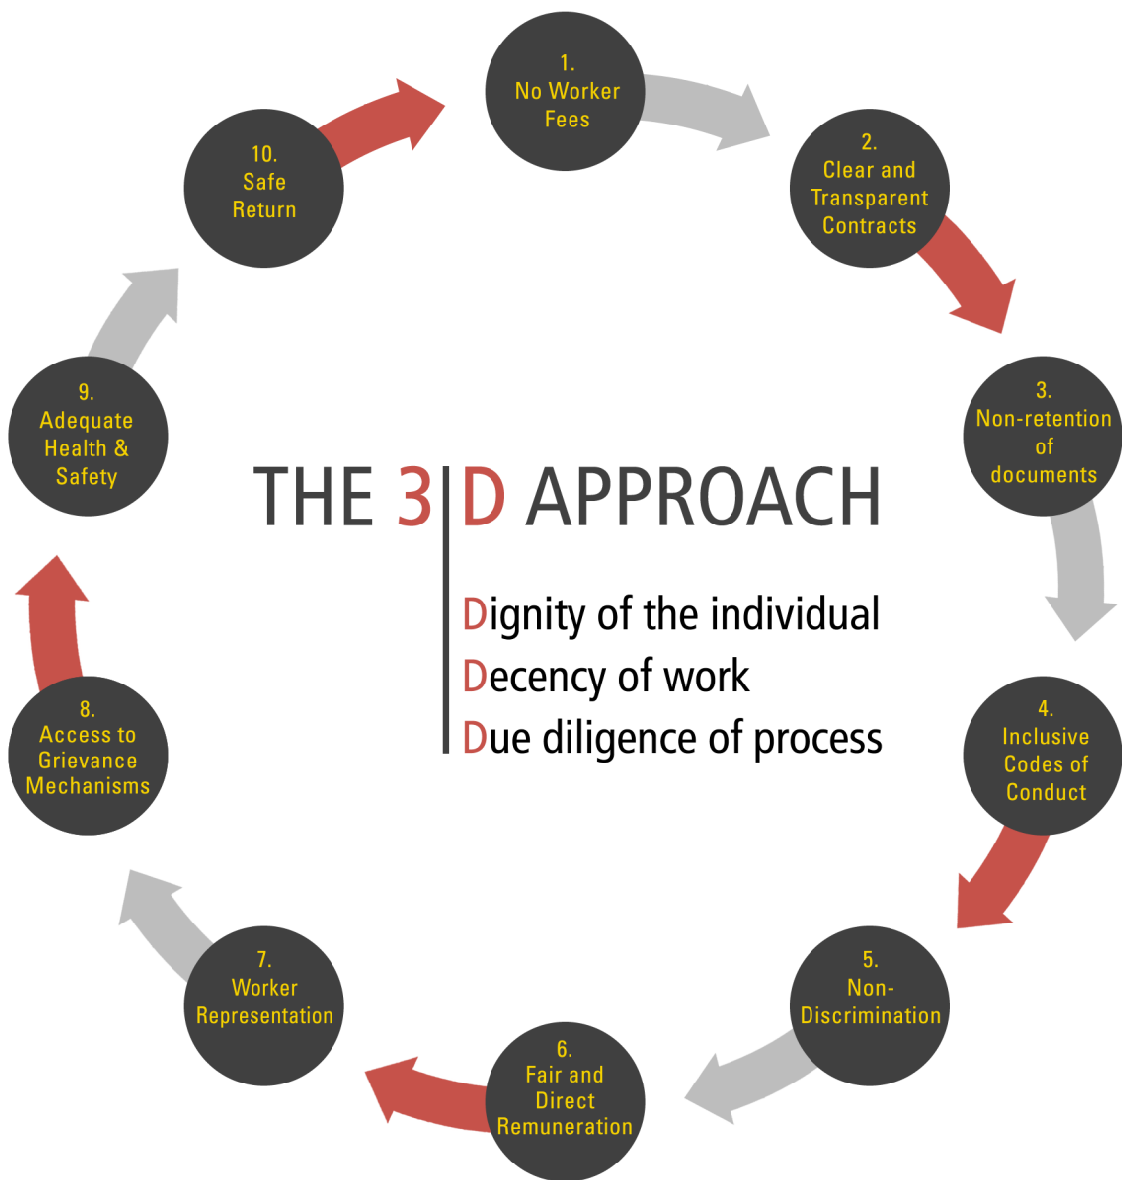 1.
No Worker
Fees
2.
Clear and
Transparent
Contracts
3.
Non-retention
of
documents
4.
Inclusive
Codes of
Conduct
5.
Non-
Discrimination
6.
Fair and
Direct
Remuneration
7.
Worker
Representation
8.
Access to
Grievance
Mechanisms
9.
Adequate
Health &
Safety
10.
Safe
Return
THE 3 D APPROACH
Dignity of the individual
Decency of work
Due diligence of process